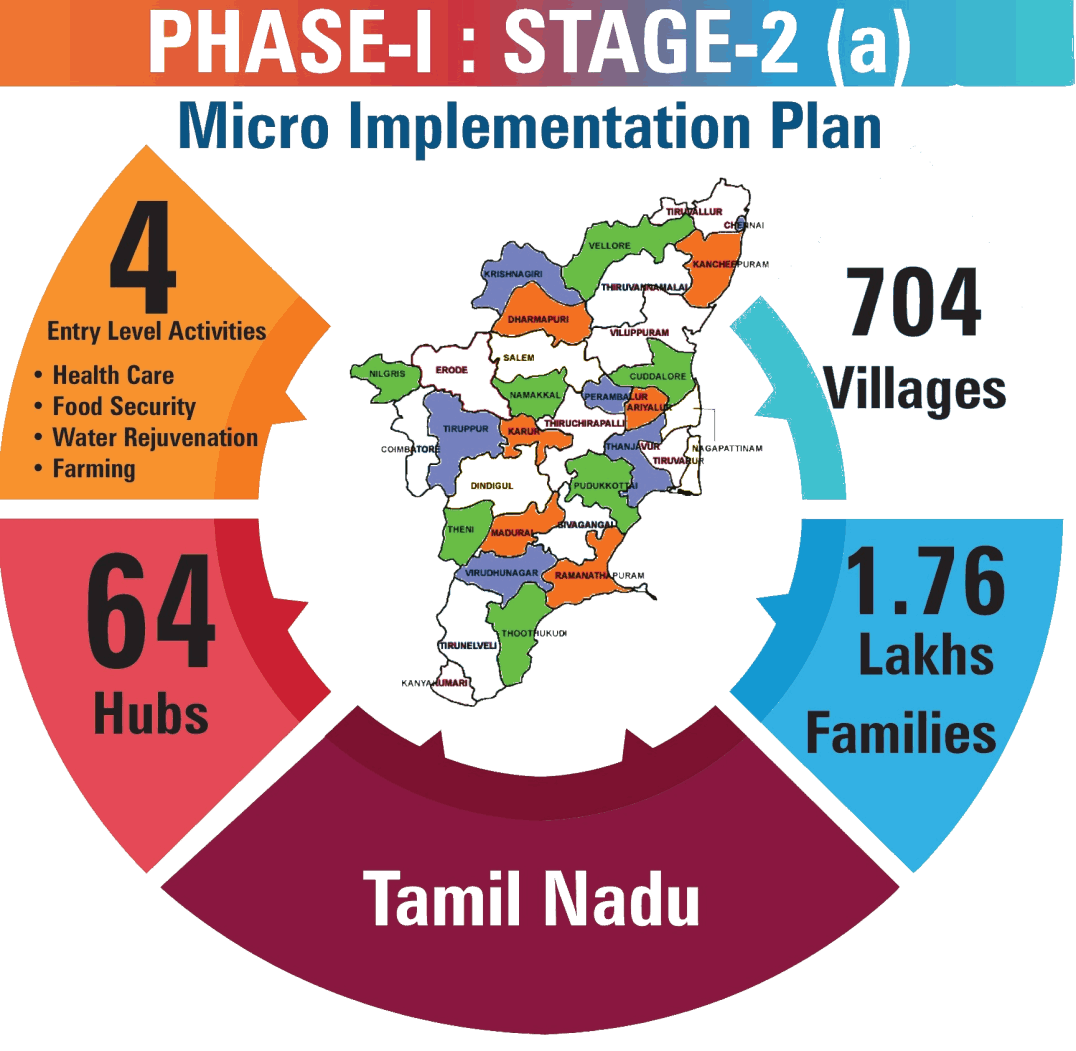 PHASE-I : STAGE-2 (a)
Micro Implementation Plan
4
Entry Level Activities
• Health Care
• Food Security
• Water Rejuvenation
• Farming
704
Villages
64
Hubs
1.76
Lakhs
Families
Tamil Nadu
TIRUVALLUR
CHENNAI
VELLORE
KANCHEEPURAM
KRISHNAGIRI
THIRUVANNAMALAI
DHARMAPURI
VILUPPURAM
SALEM
ERODE
NILGRIS
CUDDALORE
NAMAKKAL
PERAMBALUR
ARIYALUR
THIRUCHIRAPALLI
TIRUPPUR
KARUR
COIMBATORE
THANJAVUR
NAGAPATTINAM
TIRUVARUR
DINDIGUL
PUDUKKOTTAI
THENI
MADURAI
SIVAGANGAI
VIRUDHUNAGAR
RAMANATHAPURAM
THOOTHUKUDI
TIRUNELVELI
KANYAKUMARI